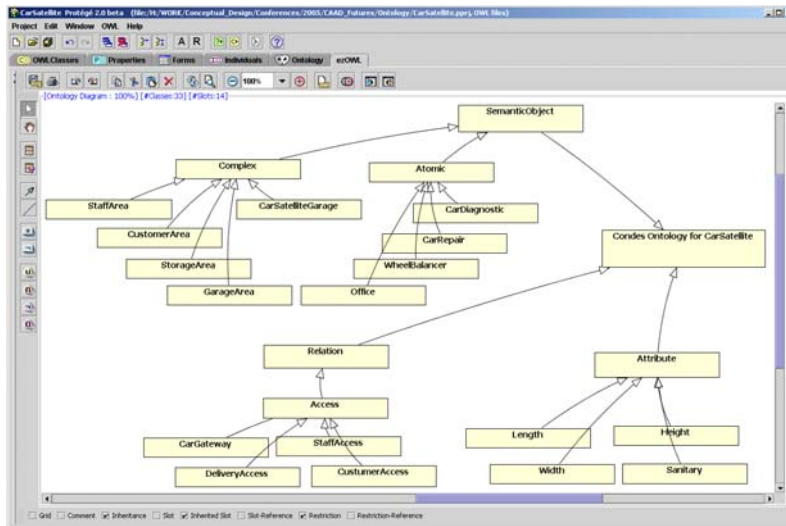 CarSatellite Protégé 2.0 beta (file:/H:/WORK/Conceptual_Design/Conferences/2005/CAAD_Futures/Ontology/CarSatellite.pprj, OWL files)
Project Edit Window OWL Help
OWLClasses Properties Forms Individuals Ontology ezOWL
100%
[Ontology Diagram : 100%] [#Classes:33] [#Slots:14]
SemanticObject
Complex Atomic
StaffArea CarSatelliteGarage CarDiagnostic
CustomerArea CarRepair Condes Ontology for CarSatellite
StorageArea WheelBalancer
GarageArea Office
Relation Attribute
Access
CarGateway StaffAccess Length Height
DeliveryAccess CustumerAccess Width Sanitary
Grid Comment Inheritance Slot Inherited Slot Slot-Reference Restriction Restriction-Reference